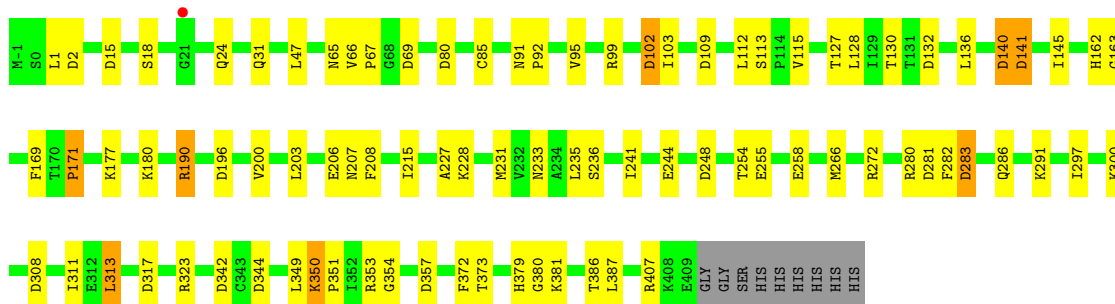 M-1 S0 L1 D2 D15 S18 G21 Q24 Q31 L47 N65 V66 P67 G68 D69 D80 C85 N91 P92 V95 R99 D102 I103 D109 L112 S113 P114 V115 T127 L128 I129 T130 T131 D132 L136 D140 D141 I145 H162
P169 T170 P171 K177 K180 R190 D196 V200 L203 E206 N207 F208 I215 A227 K228 M231 V232 N233 A234 L235 S236 I241 E244 D248 T254 E255 E258 M266 R272 R280 D281 F282 D283 Q286 K291 I297
D308 I311 E312 L313 D317 R323 D342 C343 D344 L349 K350 P351 I352 R353 G354 D357 F372 T373 H379 G380 K381 T386 L387 R407 K408 E409 GLY GLY SER HIS HIS HIS HIS HIS HIS